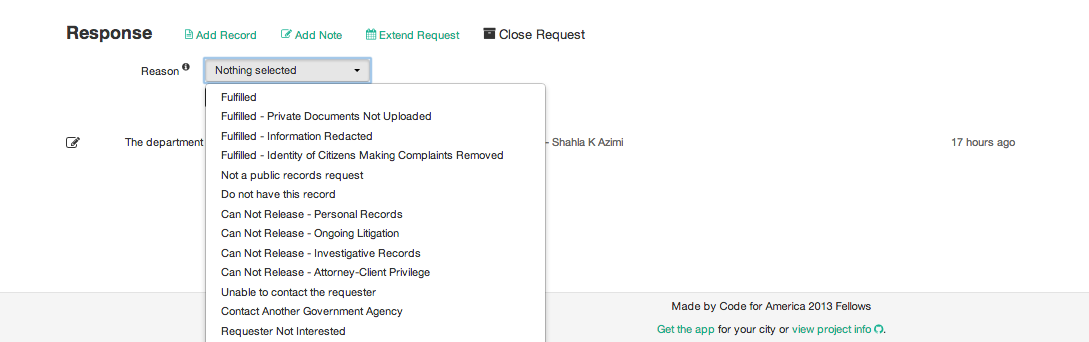 Response Add Record Add Note Extend Request Close Request
Reason Nothing selected
Fulfilled
Fulfilled - Private Documents Not Uploaded
Fulfilled - Information Redacted
The department - Shahla K Azimi 17 hours ago
Fulfilled - Identity of Citizens Making Complaints Removed
Not a public records request
Do not have this record
Can Not Release - Personal Records
Can Not Release - Ongoing Litigation
Can Not Release - Investigative Records
Can Not Release - Attorney-Client Privilege
Unable to contact the requester
Contact Another Government Agency
Requester Not Interested
Made by Code for America 2013 Fellows
Get the app for your city or view project info.